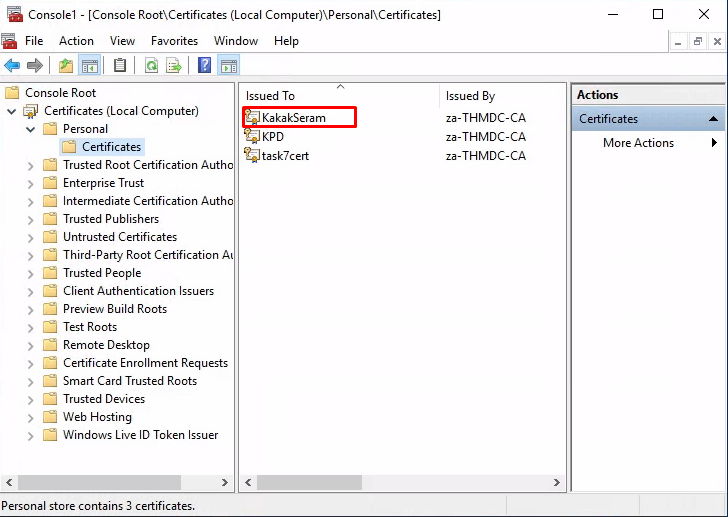 Console1 - [Console Root\Certificates (Local Computer)\Personal\Certificates]
File Action View Favorites Window Help
Console Root
Certificates (Local Computer)
Personal
Certificates
Trusted Root Certification Autho
Enterprise Trust
Intermediate Certification Autho
Trusted Publishers
Untrusted Certificates
Third-Party Root Certification Au
Trusted People
Client Authentication Issuers
Preview Build Roots
Test Roots
Remote Desktop
Certificate Enrollment Requests
Smart Card Trusted Roots
Trusted Devices
Web Hosting
Windows Live ID Token Issuer
Issued To Issued By
KakakSeram za-THMDC-CA
KPD za-THMDC-CA
task7cert za-THMDC-CA
Actions
Certificates
More Actions
Personal store contains 3 certificates.